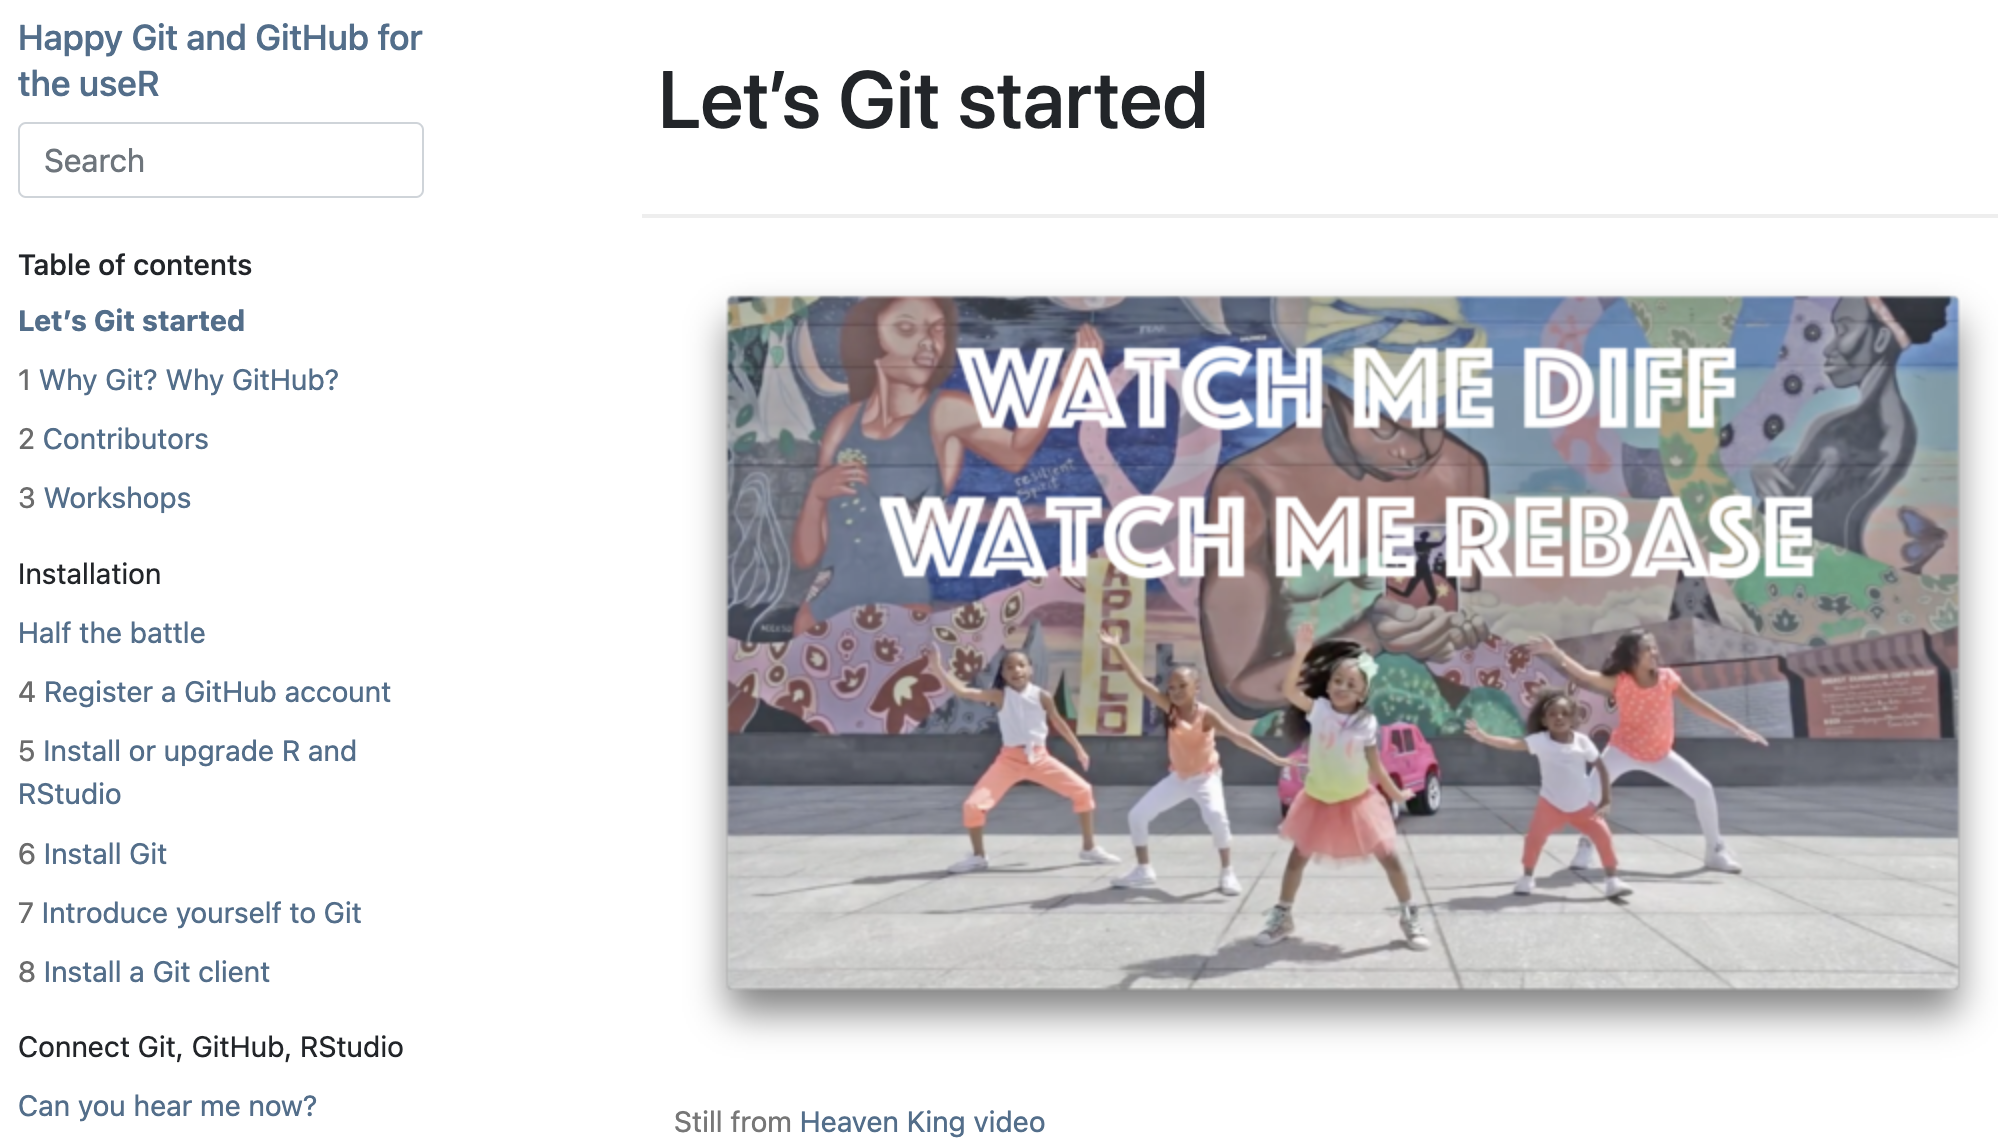 Happy Git and GitHub for
the useR
Search
Table of contents
Let’s Git started
1 Why Git? Why GitHub?
2 Contributors
3 Workshops
Installation
Half the battle
4 Register a GitHub account
5 Install or upgrade R and
RStudio
6 Install Git
7 Introduce yourself to Git
8 Install a Git client
Connect Git, GitHub, RStudio
Can you hear me now?
Let’s Git started
WATCH ME DIFF
WATCH ME REBASE
resilient
spirit
APOLLO
Still from Heaven King video